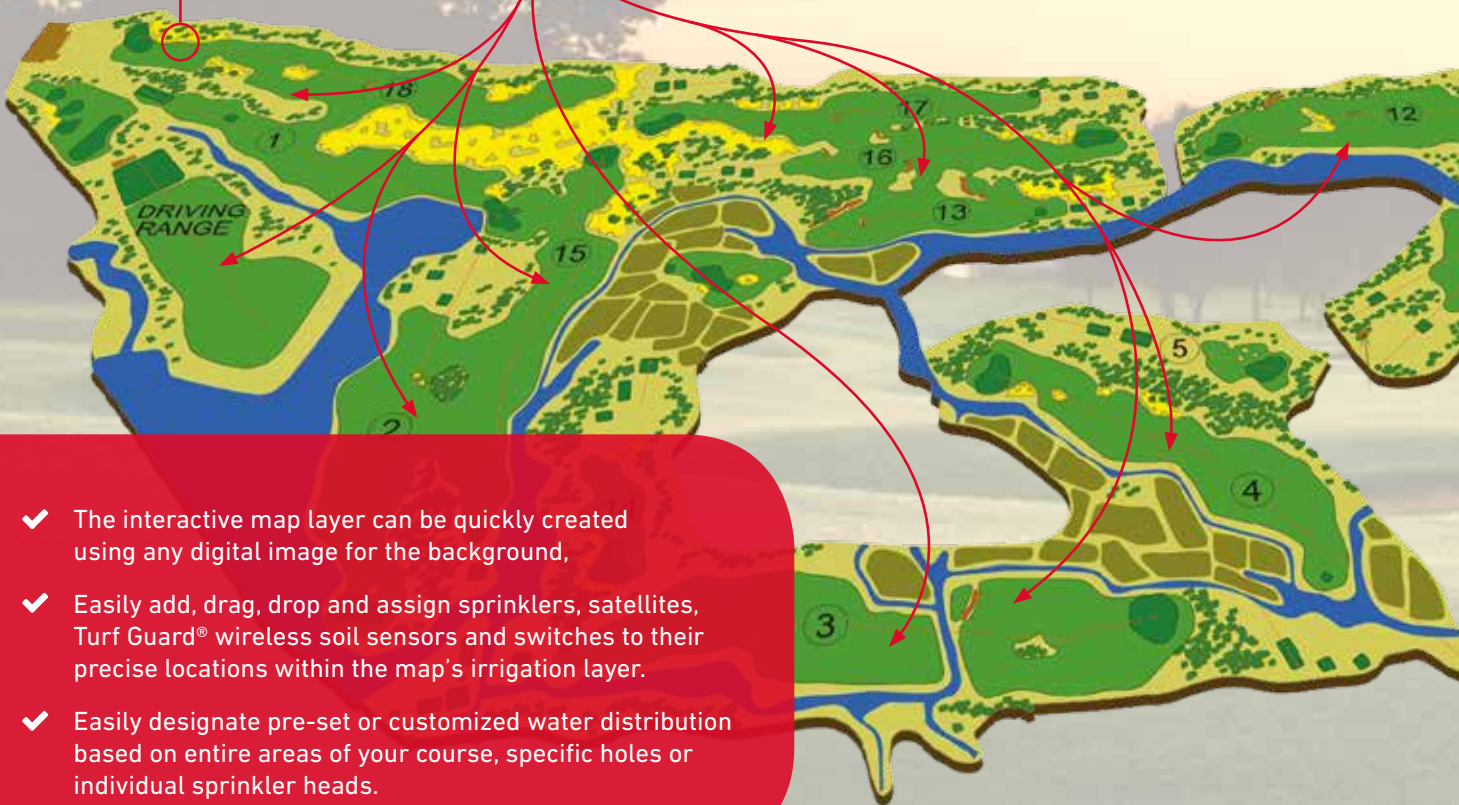 18
17
12
1
16
DRIVING
RANGE
13
15
5
2
4
3
✔ The interactive map layer can be quickly created
using any digital image for the background,
✔ Easily add, drag, drop and assign sprinklers, satellites,
Turf Guard® wireless soil sensors and switches to their
precise locations within the map's irrigation layer.
✔ Easily designate pre-set or customized water distribution
based on entire areas of your course, specific holes or
individual sprinkler heads.